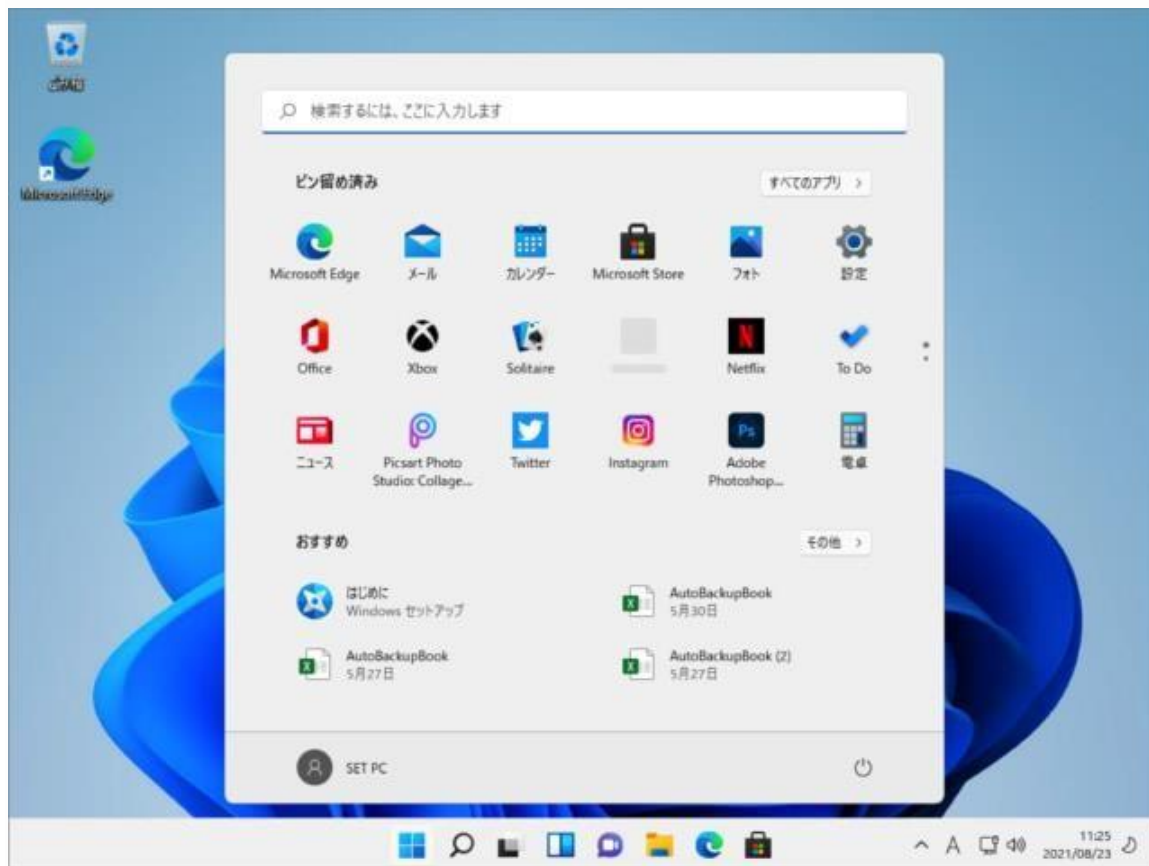 ごみ箱
Microsoft Edge
検索するには、ここに入力します
ピン留め済み
すべてのアプリ >
Microsoft Edge
メール
カレンダー
Microsoft Store
フォト
設定
Office
Xbox
Solitaire
Netflix
To Do
ニュース
Picsart Photo
Studio: Collage...
Twitter
Instagram
Ps
Adobe
Photoshop...
電卓
おすすめ
その他 >
はじめに
Windows セットアップ
AutoBackupBook
5月30日
AutoBackupBook
5月27日
AutoBackupBook (2)
5月27日
SET PC
A
11:25
2021/08/23